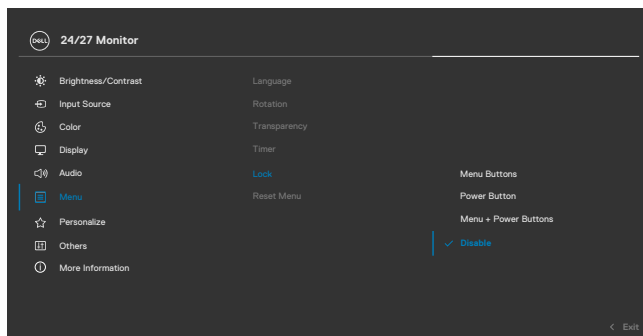 DELL 24/27 Monitor
Brightness/Contrast Language
Input Source Rotation
Color Transparency
Display Timer
Audio Lock Menu Buttons
Menu Reset Menu Power Button
Personalize Menu + Power Buttons
Others Disable
More Information
Exit